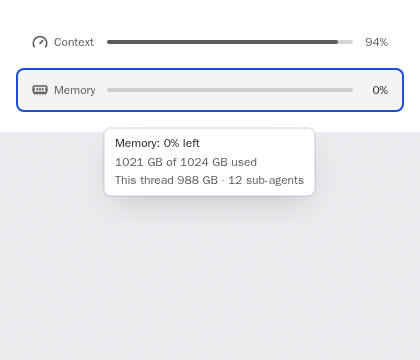 Context 94%
Memory 0%
Memory: 0% left
1021 GB of 1024 GB used
This thread 988 GB · 12 sub-agents